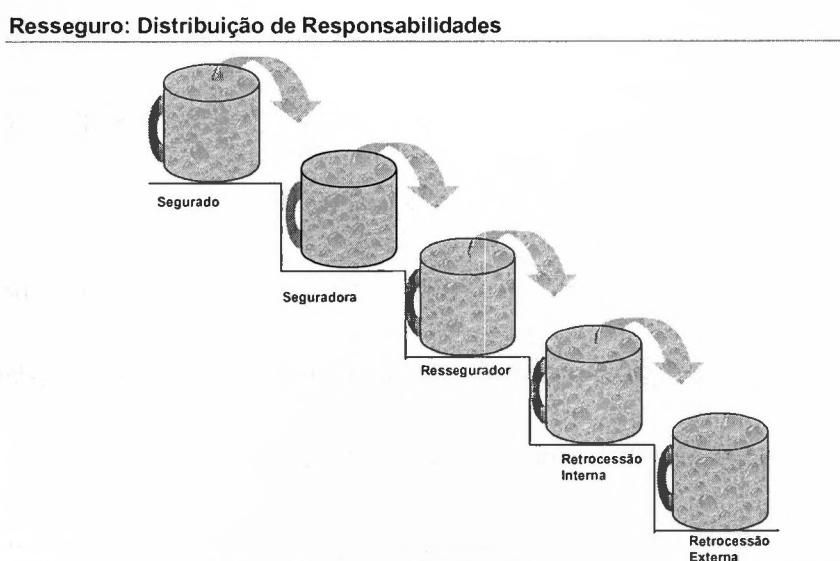 Resseguro: Distribuição de Responsabilidades
Segurado
Seguradora
Ressegurador
Retrocessão
Interna
Retrocessão
Externa